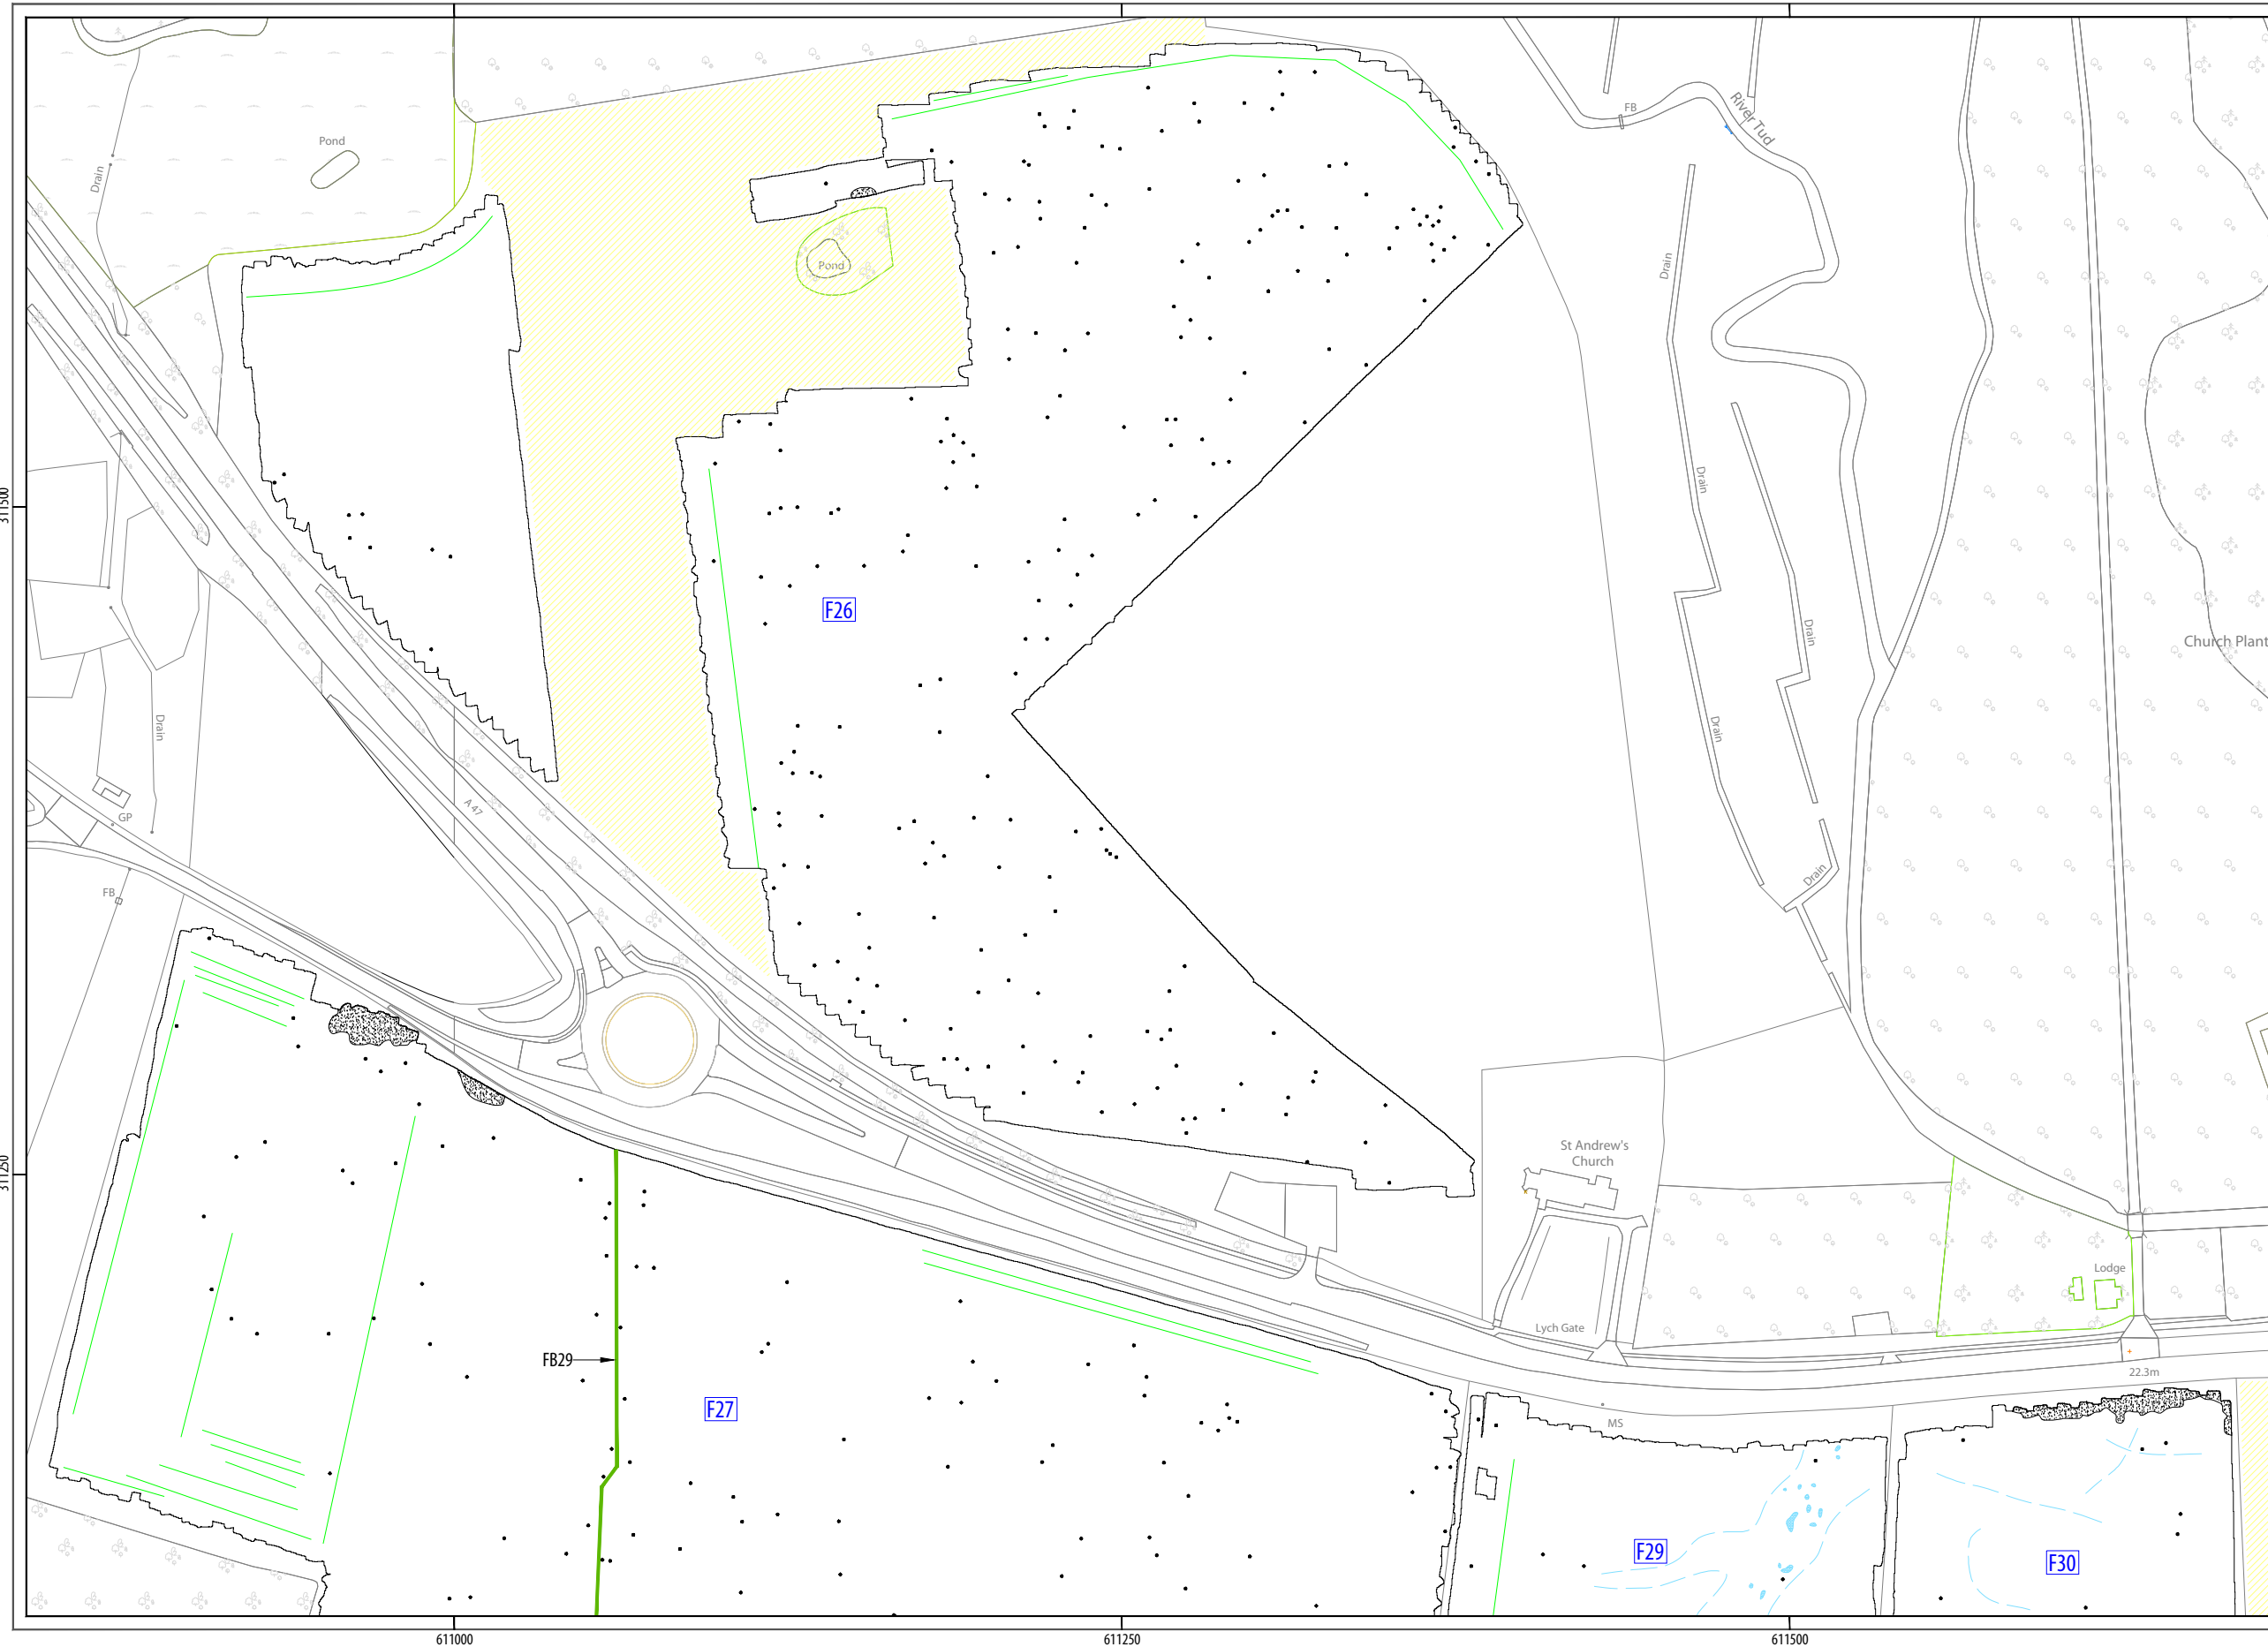 Pond
Drain
River Tud
FB
Pond
Drain
311500
Drain
F26
Drain
Church Plant
Drain
Drain
A 47
GP
Drain
FB
St Andrew's
Church
311250
Lodge
Lych Gate
FB29
22.3m
F27
MS
F29
F30
611000
611250
611500